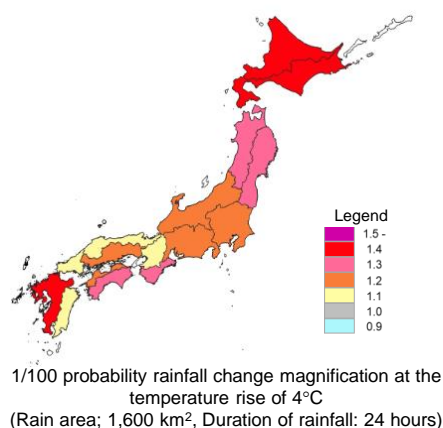 Legend
1.5 -
1.4
1.3
1.2
1.1
1.0
0.9
1/100 probability rainfall change magnification at the
temperature rise of 4°C
(Rain area; 1,600 km², Duration of rainfall: 24 hours)